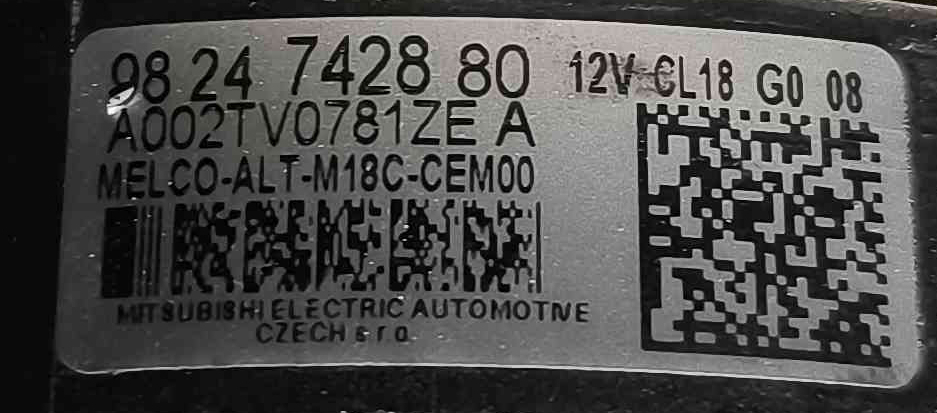 98 24 7428 80 12V CL18 G0 08
A002TV0781ZE A
MELCO-ALT-M18C-CEM00
MITSUBISHI ELECTRIC AUTOMOTIVE
CZECH s r o